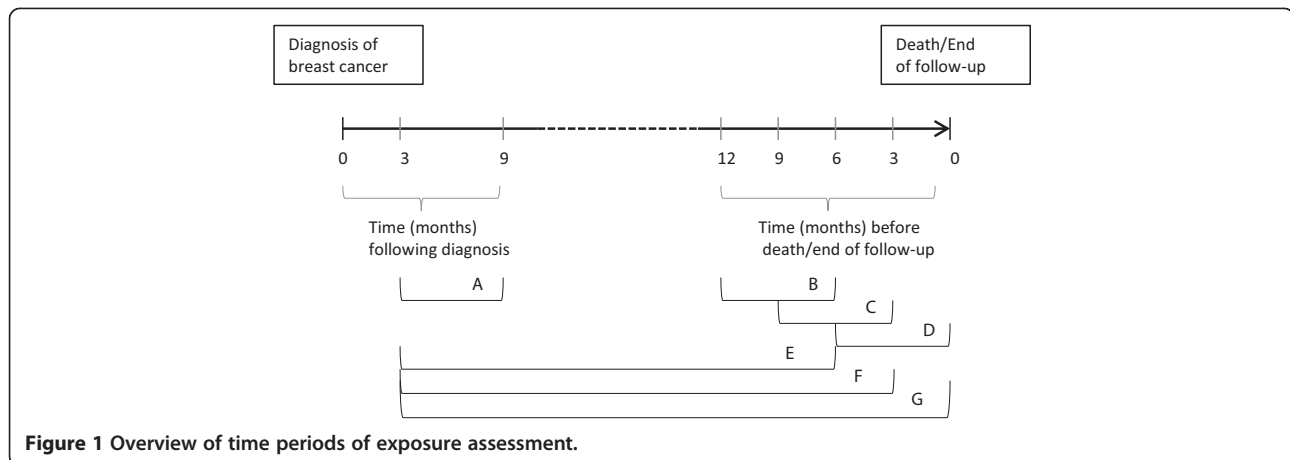 Diagnosis of
breast cancer
Death/End
of follow-up
0 3 9 12 9 6 3 0
Time (months)
following diagnosis
Time (months) before
death/end of follow-up
A
B
C
D
E
F
G
Figure 1 Overview of time periods of exposure assessment.